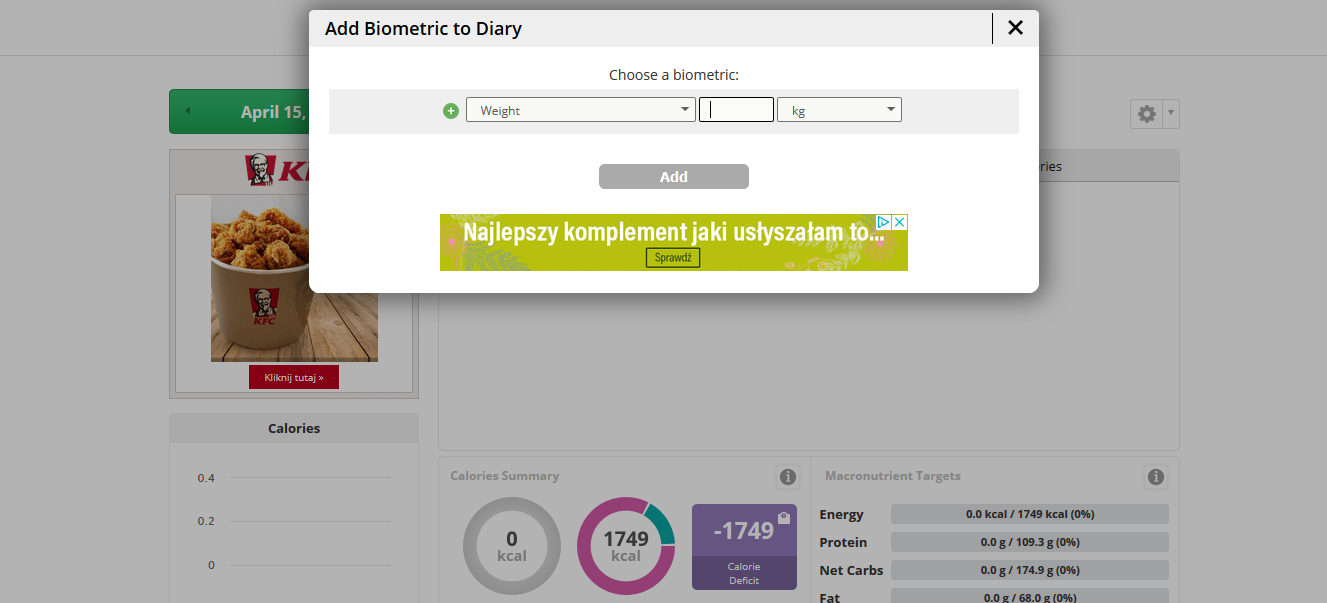 Add Biometric to Diary
Choose a biometric:
Weight
kg
Add
Najlepszy komplement jaki usłyszałam to...
Sprawdź
April 15,
KFC
Kliknij tutaj »
Calories
0.4
0.2
0
Calories Summary
0
kcal
1749
kcal
-1749
Calorie
Deficit
Macronutrient Targets
Energy
0.0 kcal / 1749 kcal (0%)
Protein
0.0 g / 109.3 g (0%)
Net Carbs
0.0 g / 174.9 g (0%)
Fat
0.0 g / 68.0 g (0%)